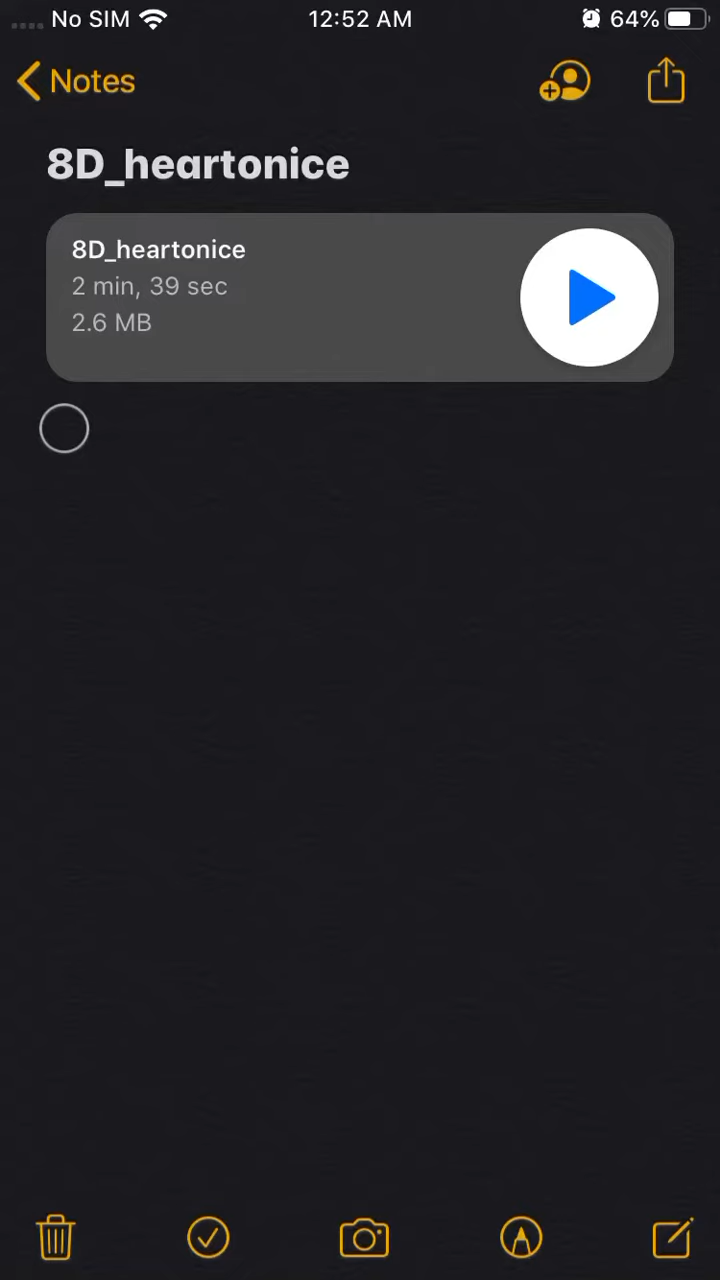 No SIM 12:52 AM 64%
Notes
8D_heartonice
8D_heartonice
2 min, 39 sec
2.6 MB